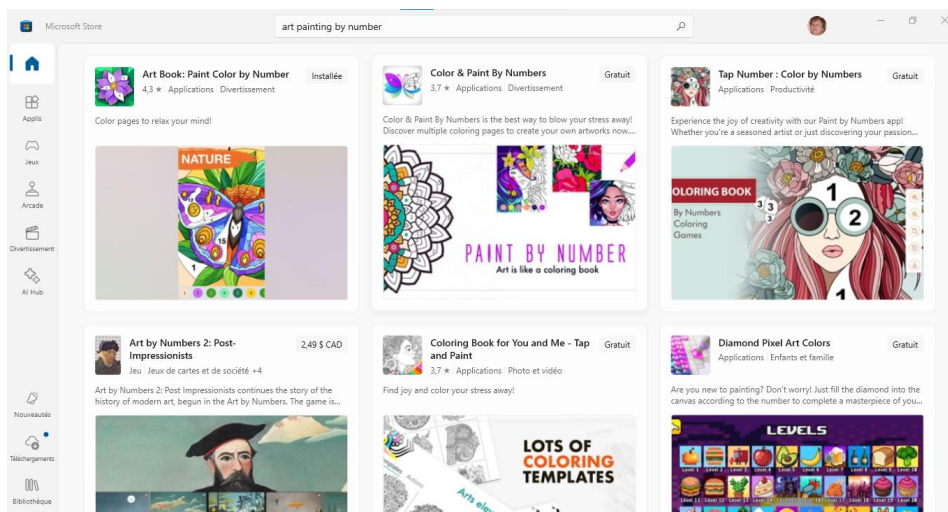 Microsoft Store
art painting by number
Applis
Jeux
Arcade
Divertissement
AI Hub
Nouveautés
Téléchargements
Bibliothèque
Art Book: Paint Color by Number
Installée
4,3 ★ Applications Divertissement
Color pages to relax your mind!
NATURE
Color & Paint By Numbers
Gratuit
3,7 ★ Applications Divertissement
Color & Paint By Numbers is the best way to blow your stress away!
Discover multiple coloring pages to create your own artworks now....
PAINT BY NUMBER
Art is like a coloring book
Tap Number : Color by Numbers
Gratuit
Applications Productivité
Experience the joy of creativity with our Paint by Numbers app!
Whether you're a seasoned artist or just discovering your passion...
OLORING BOOK
By Numbers
Coloring
Games
1
2
3
3
3
1
Art by Numbers 2: Post-
Impressionists
2,49 $ CAD
Jeu Jeux de cartes et de société +4
Art by Numbers 2: Post Impressionists continues the story of the
history of modern art, begun in the Art by Numbers. The game is...
Coloring Book for You and Me - Tap
and Paint
Gratuit
3,7 ★ Applications Photo et vidéo
Find joy and color your stress away!
LOTS OF
COLORING
TEMPLATES
Diamond Pixel Art Colors
Gratuit
Applications Enfants et famille
Are you new to painting? Don't worry! Just fill the diamond into the
canvas according to the number to complete a masterpiece of you...
LEVELS